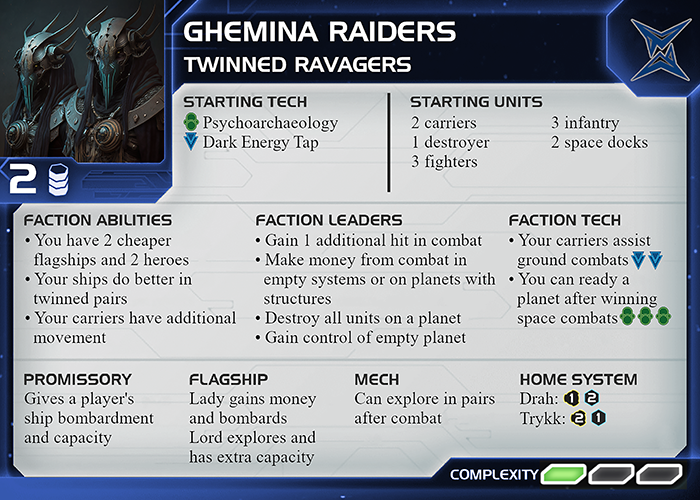 GHEMINA RAIDERS
TWINNED RAVAGERS
STARTING TECH
Psychoarchaeology
Dark Energy Tap
STARTING UNITS
2 carriers
1 destroyer
3 fighters
3 infantry
2 space docks
2
FACTION ABILITIES
• You have 2 cheaper
flagships and 2 heroes
• Your ships do better in
twinned pairs
• Your carriers have additional
movement
FACTION LEADERS
• Gain 1 additional hit in combat
• Make money from combat in
empty systems or on planets with
structures
• Destroy all units on a planet
• Gain control of empty planet
FACTION TECH
• Your carriers assist
ground combats
• You can ready a
planet after winning
space combats
PROMISSORY
Gives a player's
ship bombardment
and capacity
FLAGSHIP
Lady gains money
and bombards
Lord explores and
has extra capacity
MECH
Can explore in pairs
after combat
HOME SYSTEM
Drah: 1 2
Trykk: 2 1
COMPLEXITY